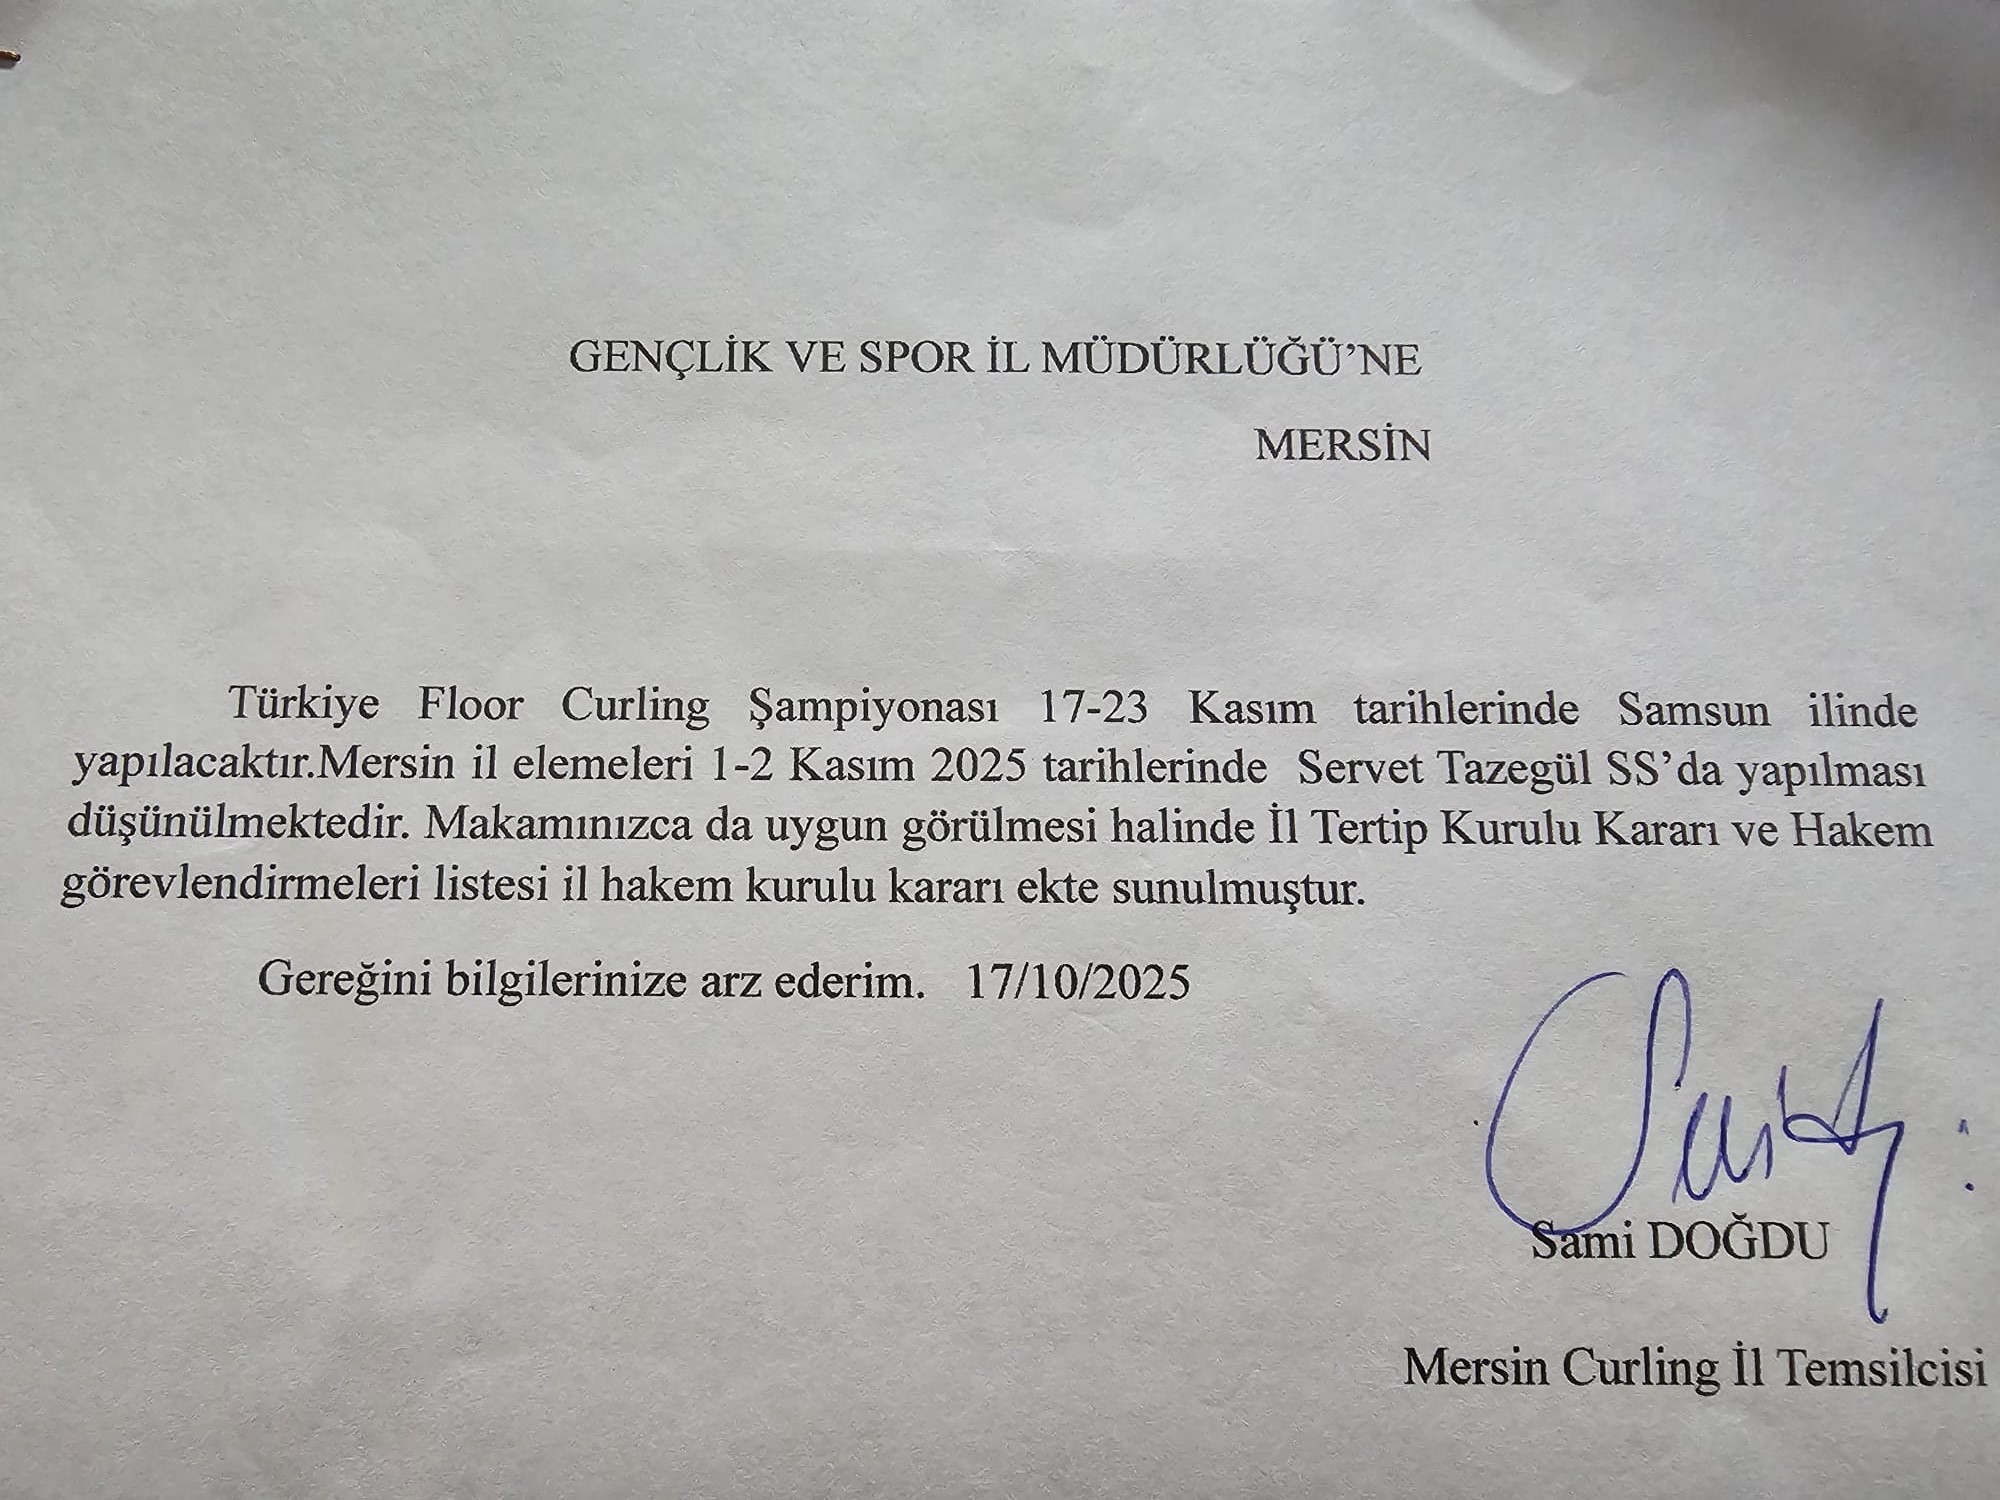 GENÇLİK VE SPOR İL MÜDÜRLÜĞÜ’NE
MERSİN
Türkiye Floor Curling Şampiyonası 17-23 Kasım tarihlerinde Samsun ilinde
yapılacaktır.Mersin il elemeleri 1-2 Kasım 2025 tarihlerinde Servet Tazegül SS’da yapılması
düşünülmektedir. Makamınızca da uygun görülmesi halinde İl Tertip Kurulu Kararı ve Hakem
görevlendirmeleri listesi il hakem kurulu kararı ekte sunulmuştur.
Gereğini bilgilerinize arz ederim. 17/10/2025
Sami DOĞDU
Mersin Curling İl Temsilcisi